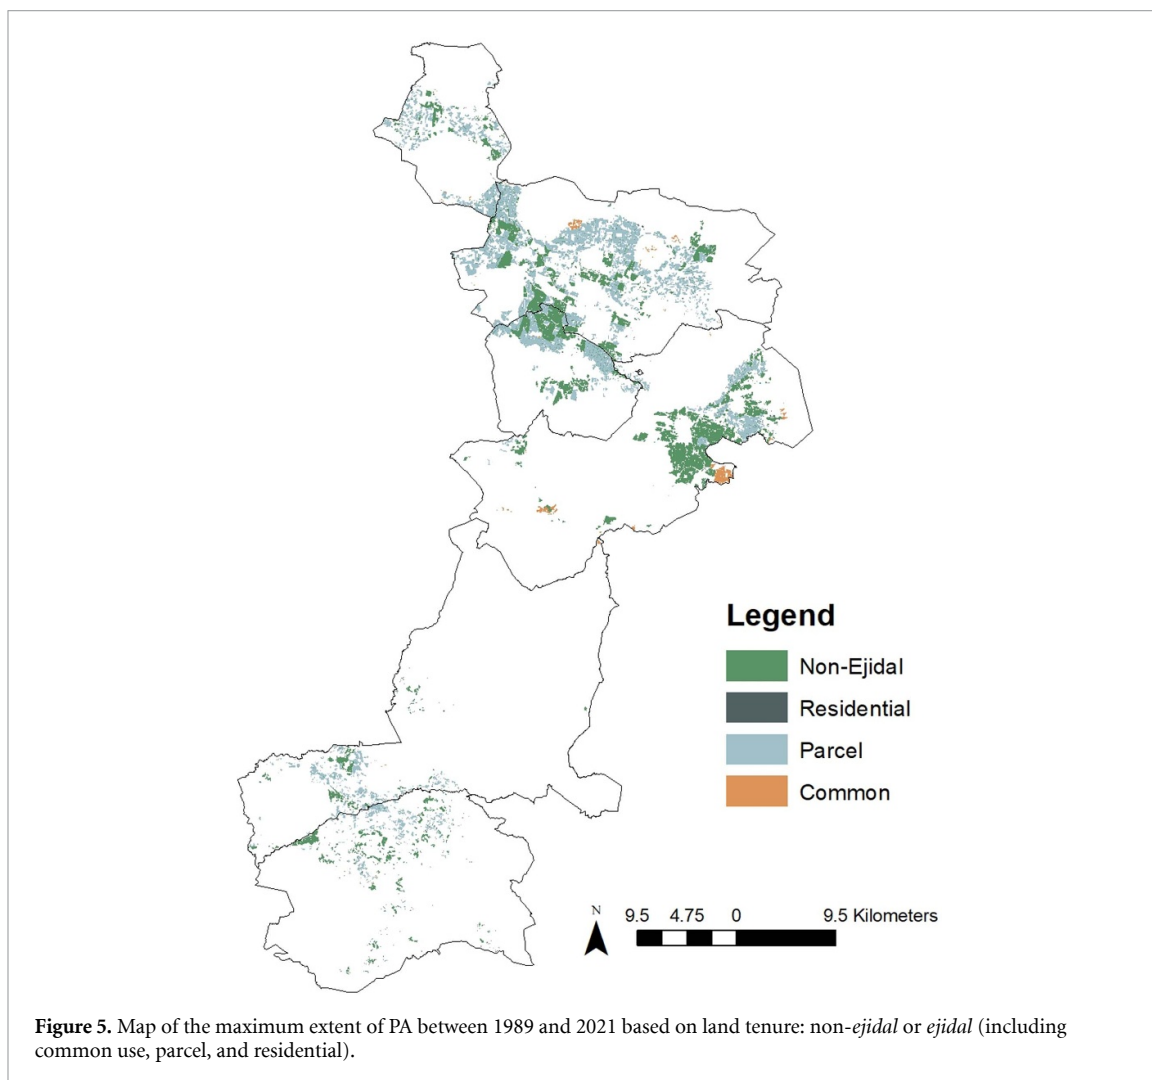 Legend
Non-Ejidal
Residential
Parcel
Common
N
9.5 4.75 0 9.5 Kilometers
Figure 5. Map of the maximum extent of PA between 1989 and 2021 based on land tenure: non-ejidal or ejidal (including
common use, parcel, and residential).